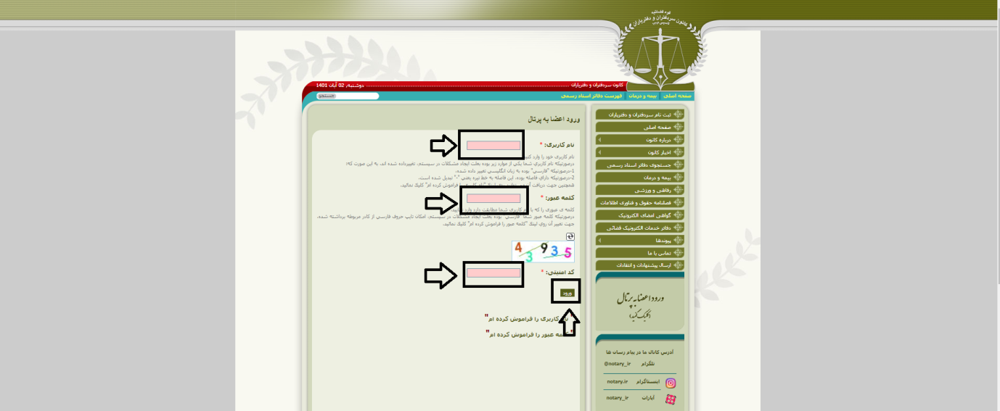 قوه قضائیه
کانون سردفتران و دفتریاران
کانون سردفتران و دفتریاران
دوشنبه, 02 آبان 1401
صفحه اصلی
بیمه و درمان
فهرست دفاتر اسناد رسمی
جستجو
ثبت نام سردفتران و دفتریاران
صفحه اصلی
درباره کانون
اخبار کانون
جستجوی دفاتر اسناد رسمی
بیمه و درمان
رفاهی و ورزشی
فصلنامه حقوق و فناوری اطلاعات
گواهی امضای الکترونیک
دفاتر خدمات الکترونیک قضائی
پیوندها
تماس با ما
ارسال پیشنهادات و انتقادات
ورود اعضا به پرتال
(کلیک کنید)
آدرس کانال ما در پیام رسان ها
تلگرام @notary_ir
اینستاگرام notary.ir
آپارات notary_ir
ورود اعضا به پرتال
نام کاربری: *
نام کاربری خود را وارد کنید
درصورتیکه نام کاربری شما یکی از موارد زیر بوده بعلت ایجاد مشکلات در سیستم، تغییرداده شده اند، به این صورت که:
1-درصورتیکه "فارسی" بوده به زبان انگلیسی تغییر داده شده.
2-درصورتیکه دارای فاصله بوده، این فاصله به خط تیره یعنی "-" تبدیل شده است.
همچنین جهت دریافت فراموش کرده ام" کلیک نمائید.
کلمه عبور: *
کلمه ی عبوری را که با نام کاربری شما مطابقت دارد وارد
درصورتیکه کلمه عبور شما "فارسی" بوده بعلت ایجاد مشکلات در سیستم، امکان تایپ حروف فارسی از کادر مربوطه برداشته شده،
جهت تغییر آن روی لینک "کلمه عبور را فراموش کرده ام" کلیک نمائید.
4 3 9 3 5
کد امنیتی: *
ورود
"نام کاربری را فراموش کرده ام"
"کلمه عبور را فراموش کرده ام"